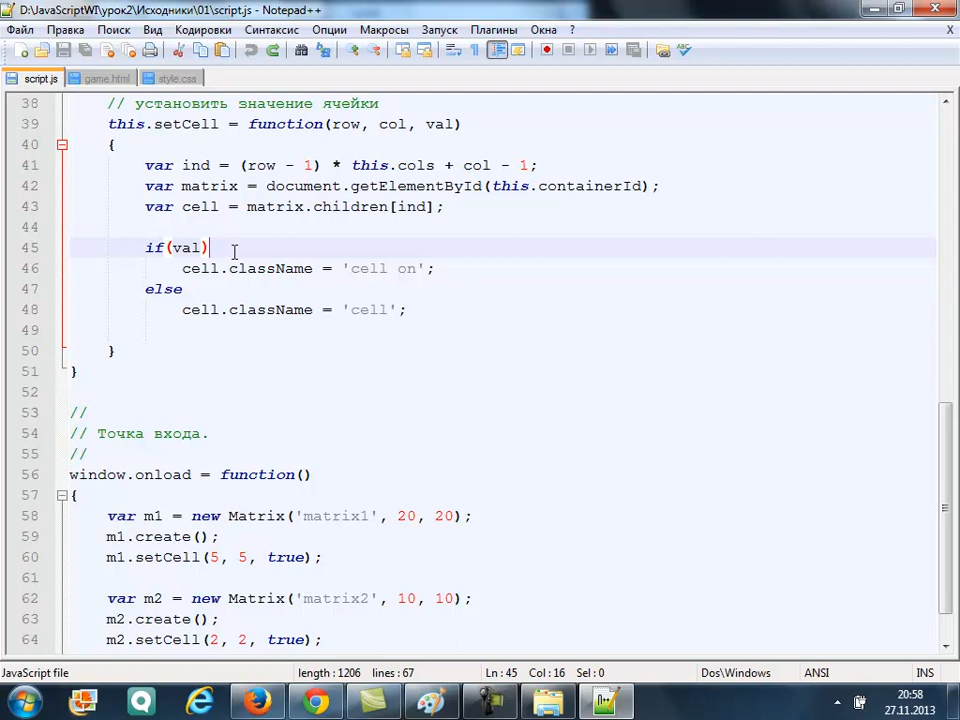 D:\JavaScriptWI\урок2\Исходники\01\script.js - Notepad++
Файл Правка Поиск Вид Кодировки Синтаксис Опции Макросы Запуск Плагины Окна ? X
script.js game.html style.css
38 // установить значение ячейки
39 this.setCell = function(row, col, val)
40 {
41 var ind = (row - 1) * this.cols + col - 1;
42 var matrix = document.getElementById(this.containerId);
43 var cell = matrix.children[ind];
44
45 if(val)
46 cell.className = 'cell on';
47 else
48 cell.className = 'cell';
49
50 }
51 }
52
53 //
54 // Точка входа.
55 //
56 window.onload = function()
57 {
58 var m1 = new Matrix('matrix1', 20, 20);
59 m1.create();
60 m1.setCell(5, 5, true);
61
62 var m2 = new Matrix('matrix2', 10, 10);
63 m2.create();
64 m2.setCell(2, 2, true);
JavaScript file length : 1206 lines : 67 Ln : 45 Col : 16 Sel : 0 Dos\Windows ANSI INS
20:58
27.11.2013